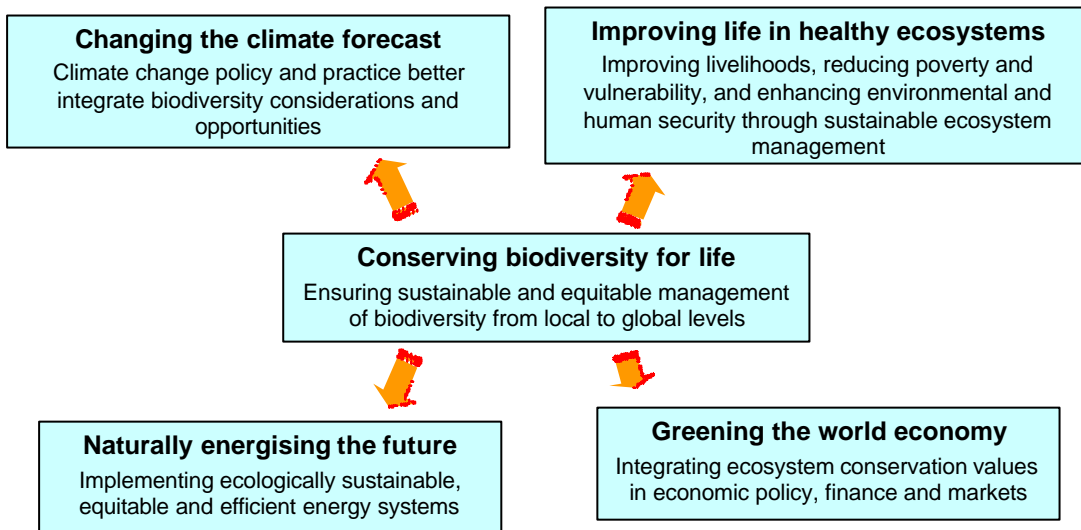 Changing the climate forecast
Climate change policy and practice better
integrate biodiversity considerations and
opportunities
Improving life in healthy ecosystems
Improving livelihoods, reducing poverty and
vulnerability, and enhancing environmental and
human security through sustainable ecosystem
management
Conserving biodiversity for life
Ensuring sustainable and equitable management
of biodiversity from local to global levels
Naturally energising the future
Implementing ecologically sustainable,
equitable and efficient energy systems
Greening the world economy
Integrating ecosystem conservation values
in economic policy, finance and markets